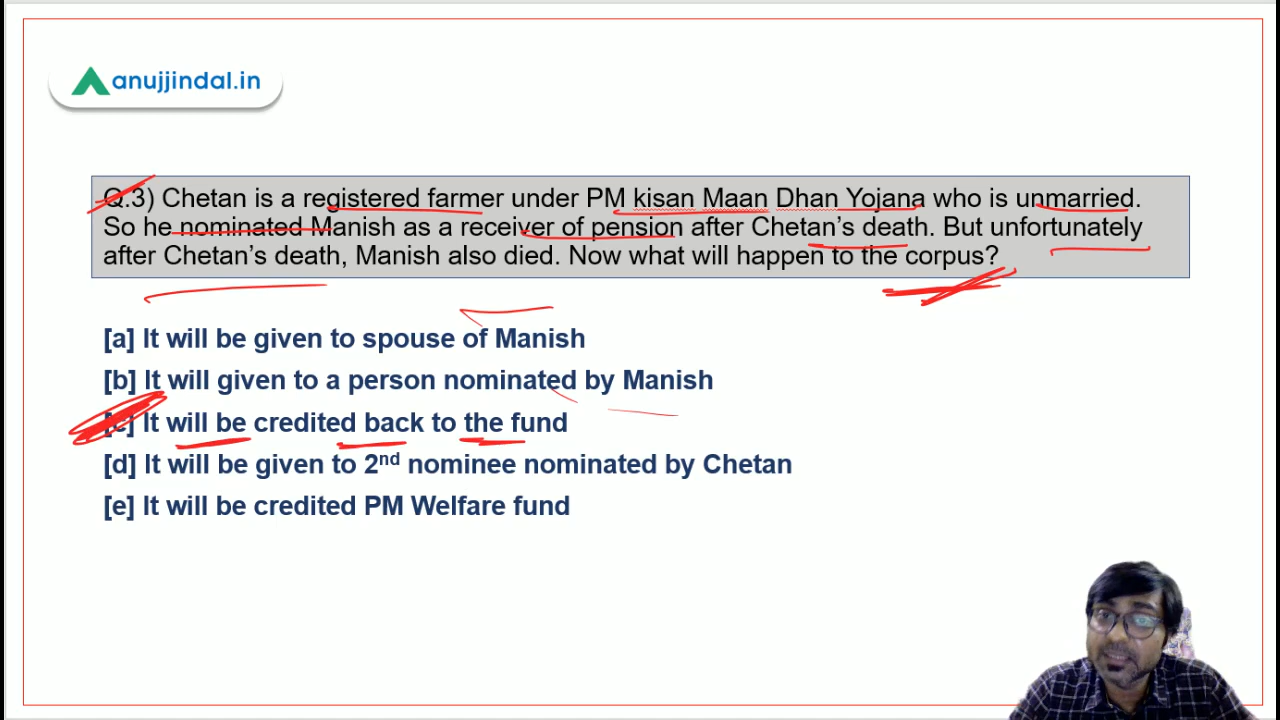 anujjindal.in
Q.3) Chetan is a registered farmer under PM kisan Maan Dhan Yojana who is unmarried.
So he nominated Manish as a receiver of pension after Chetan's death. But unfortunately
after Chetan's death, Manish also died. Now what will happen to the corpus?
[a] It will be given to spouse of Manish
[b] It will given to a person nominated by Manish
[c] It will be credited back to the fund
[d] It will be given to 2nd nominee nominated by Chetan
[e] It will be credited PM Welfare fund